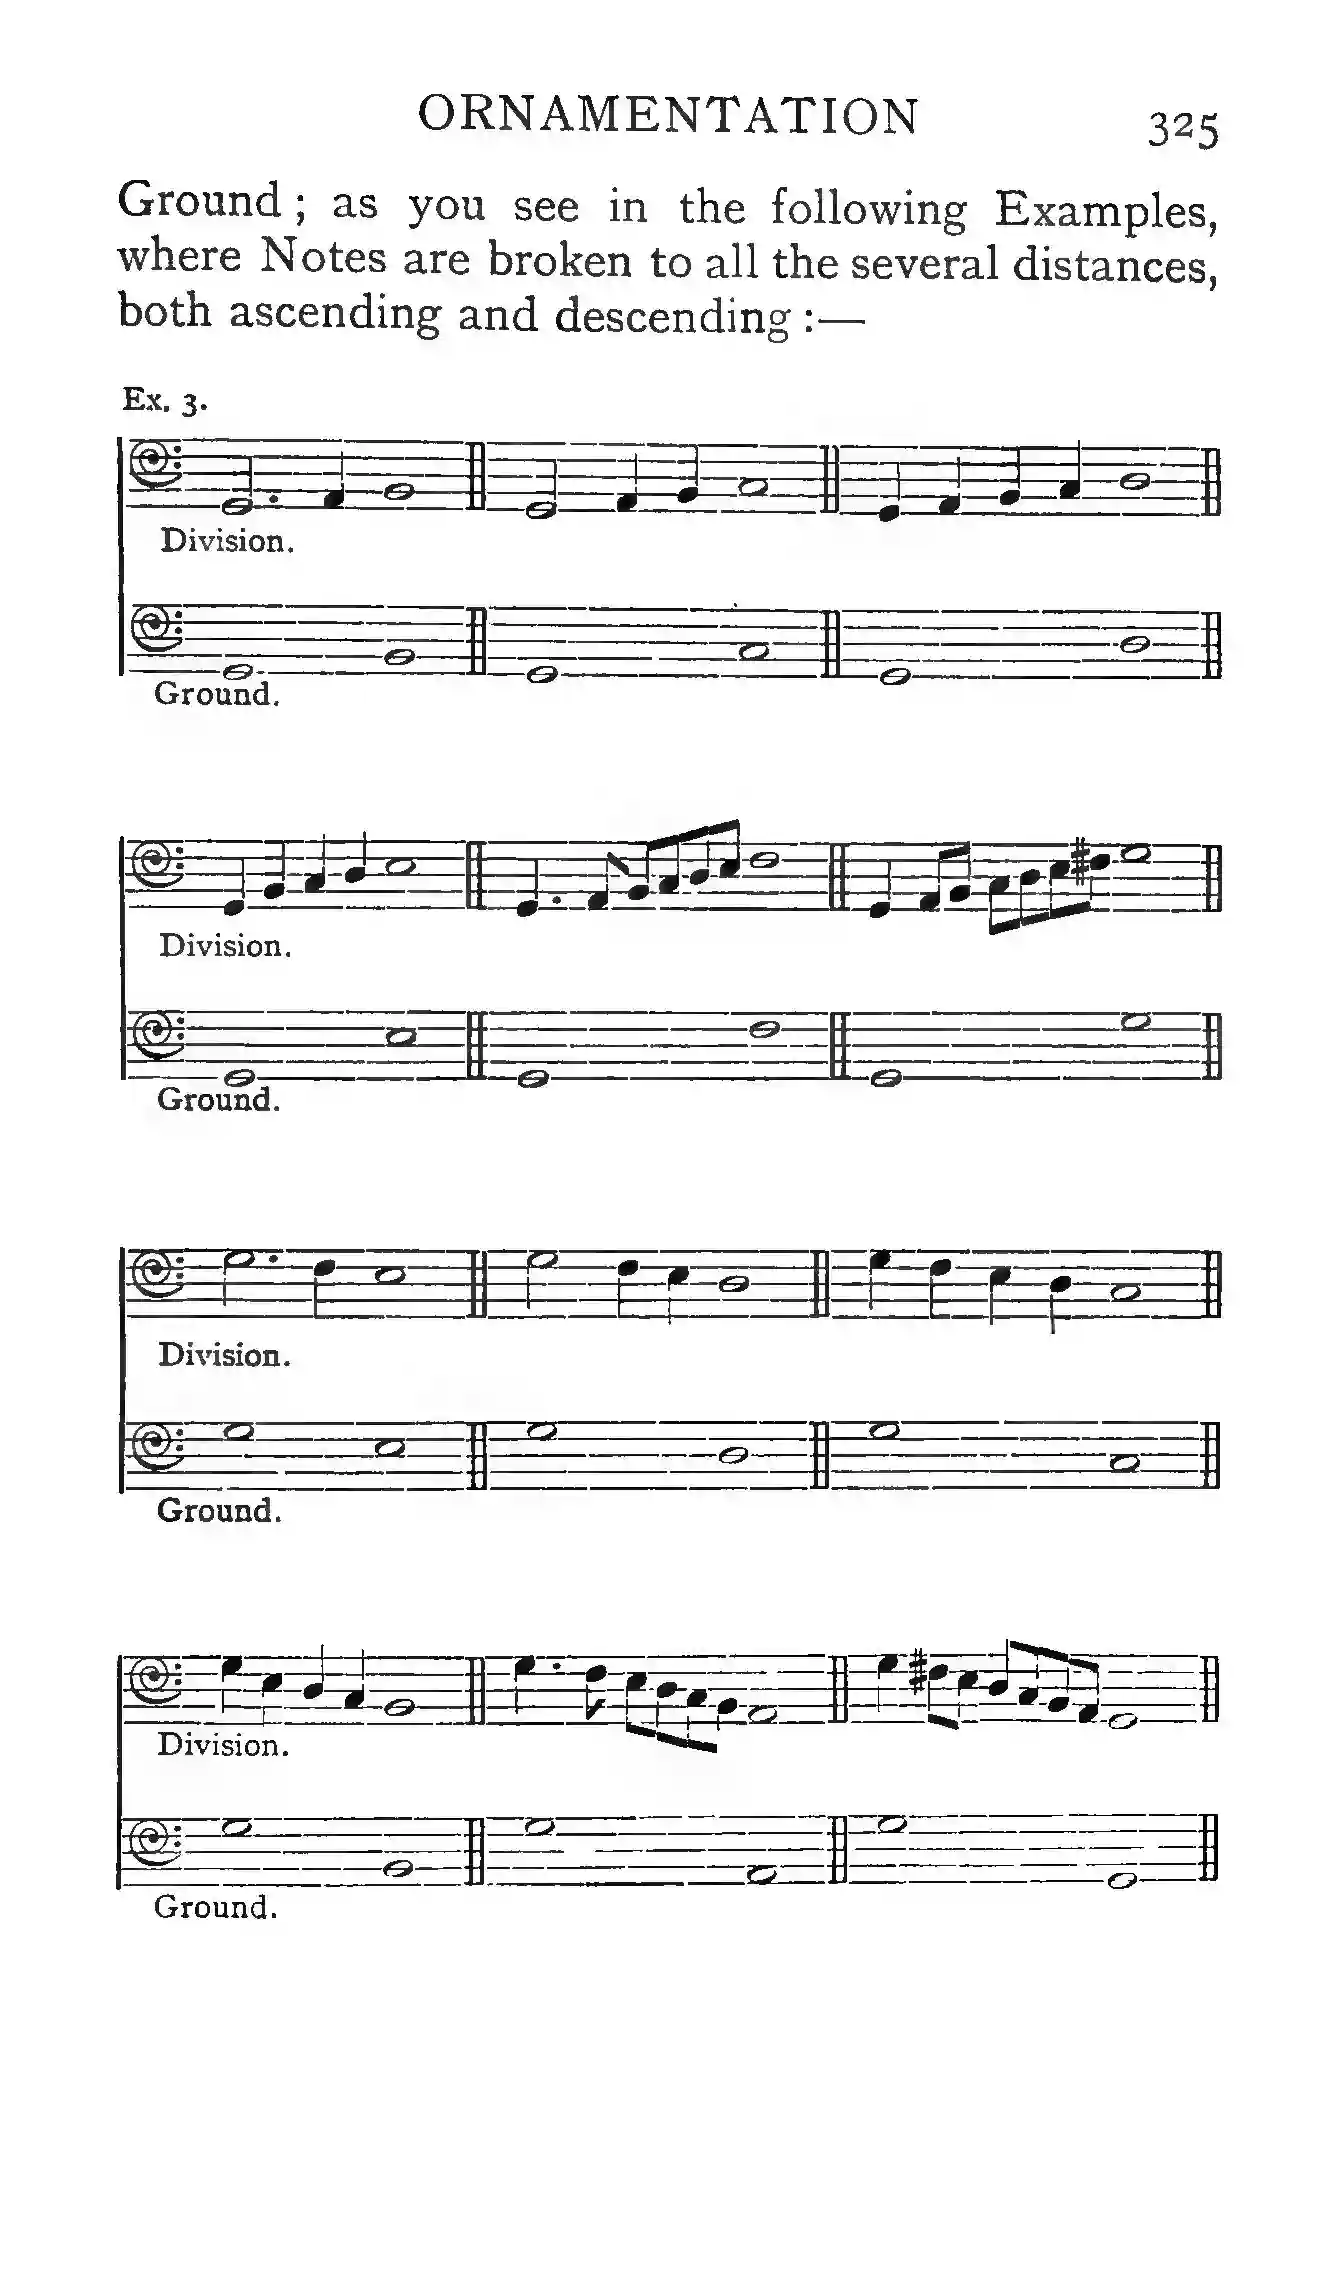 ORNAMENTATION 325
Ground ; as you see in the following Examples,
where Notes are broken to all the several distances,
both ascending and descending :—
Ex. 3.
Division.
Ground.
Division.
Ground.
Division.
Ground.
Division.
Ground.